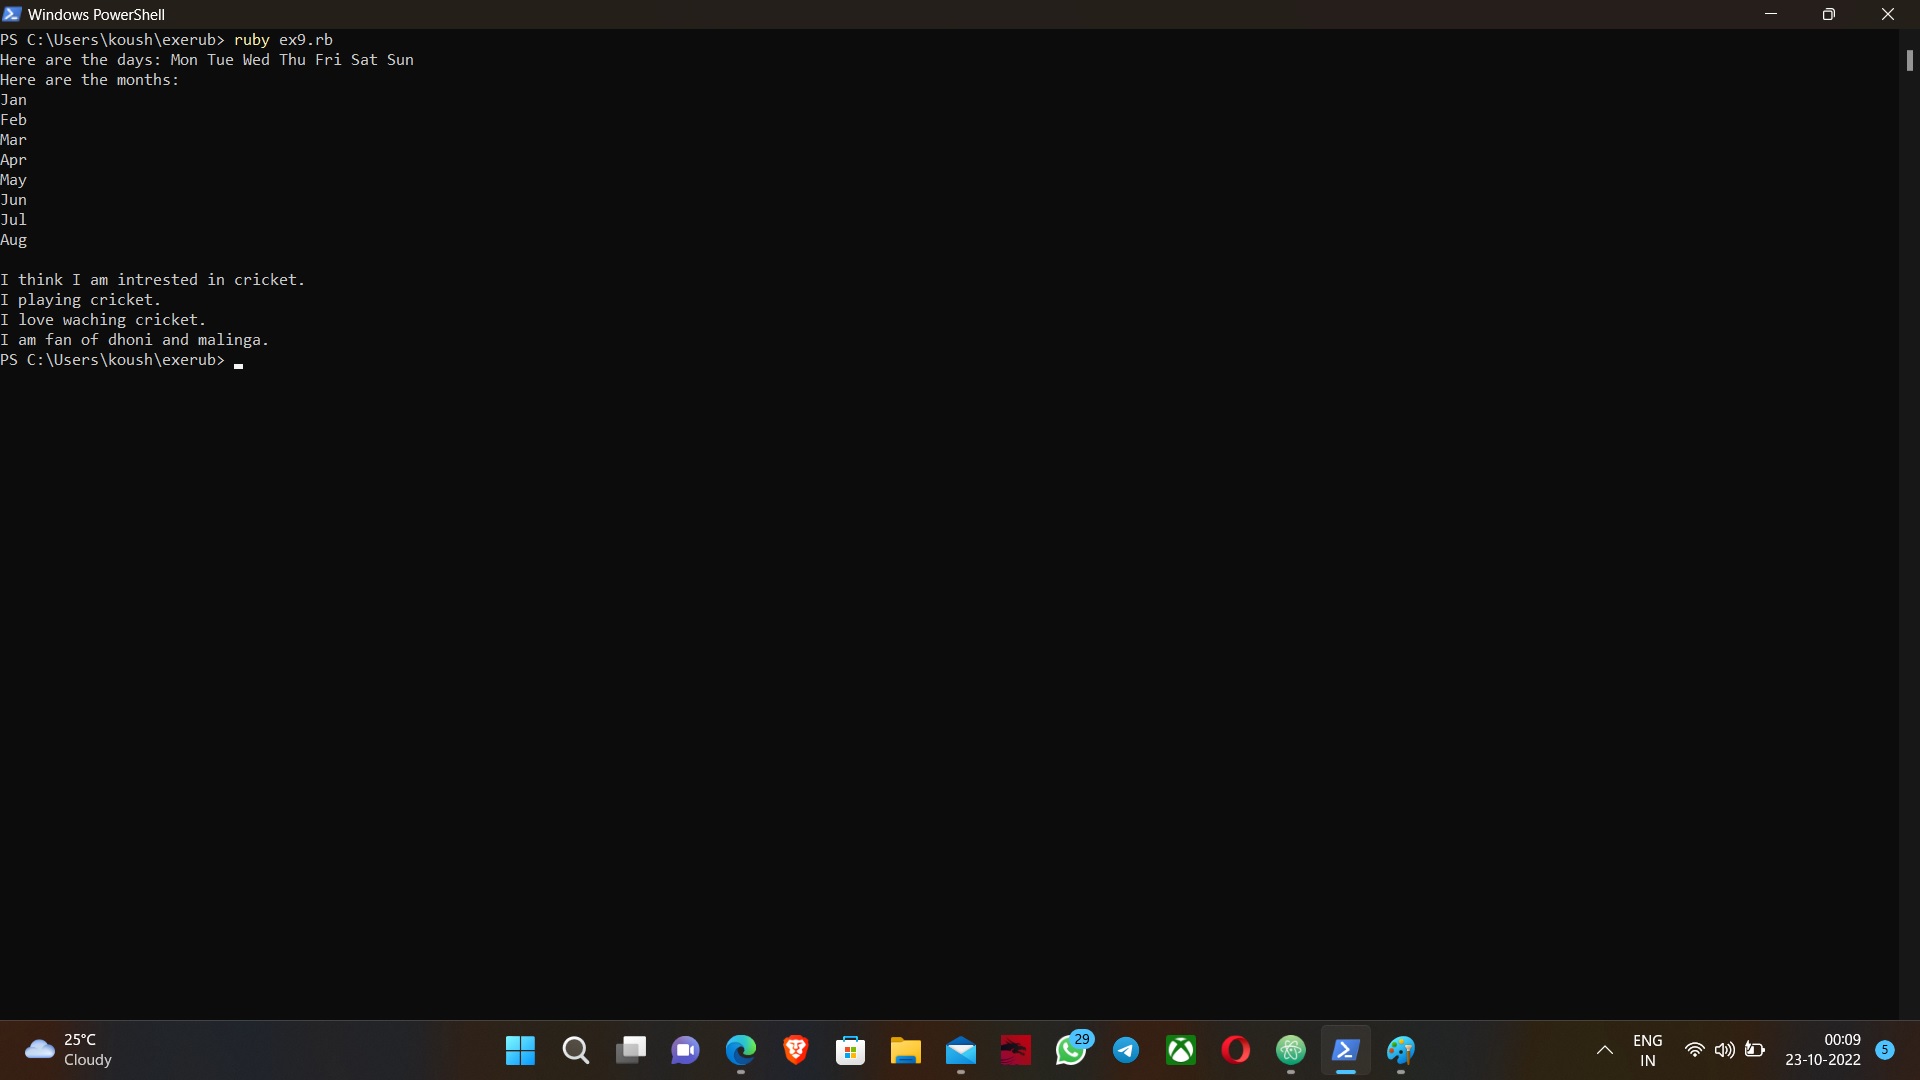 Windows PowerShell
PS C:\Users\koush\exerub> ruby ex9.rb
Here are the days: Mon Tue Wed Thu Fri Sat Sun
Here are the months:
Jan
Feb
Mar
Apr
May
Jun
Jul
Aug
I think I am intrested in cricket.
I playing cricket.
I love waching cricket.
I am fan of dhoni and malinga.
PS C:\Users\koush\exerub>
25°C
Cloudy
29
ENG
IN
00:09
23-10-2022
5